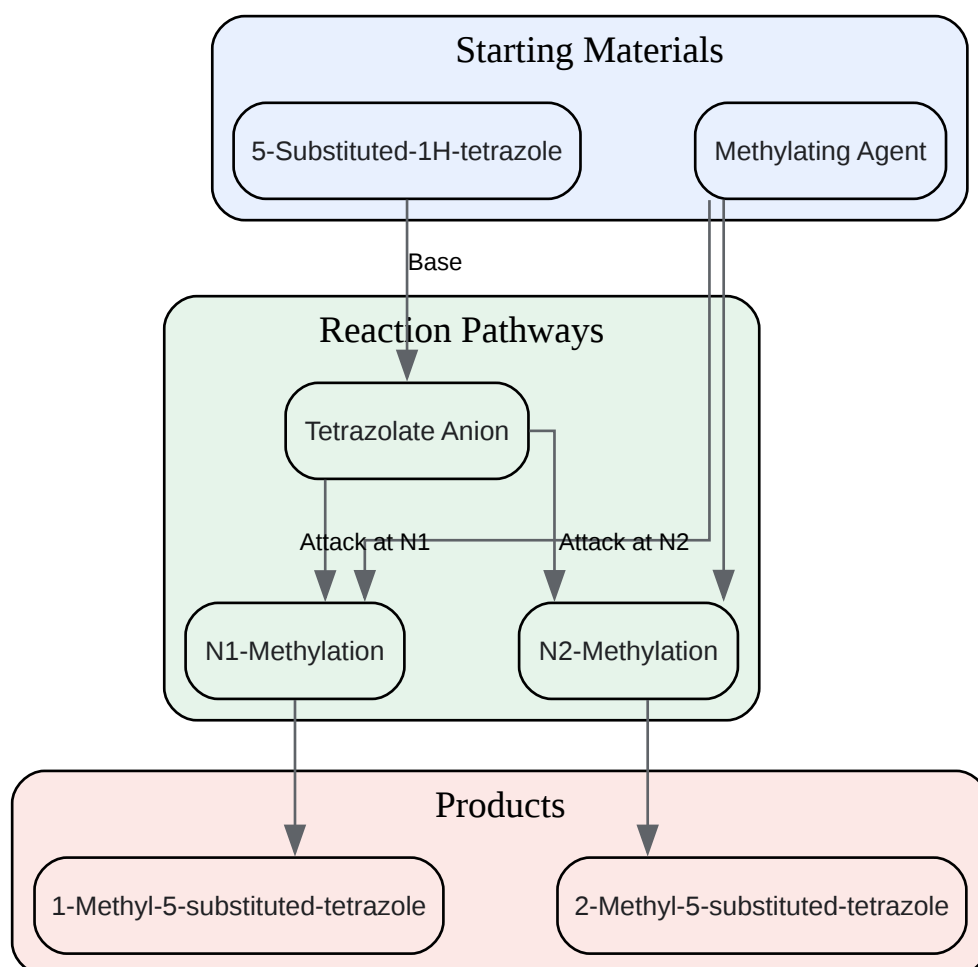 Starting Materials
5-Substituted-1H-tetrazole
Methylating Agent
Base
Reaction Pathways
Tetrazolate Anion
Attack at N1
Attack at N2
N1-Methylation
N2-Methylation
Products
1-Methyl-5-substituted-tetrazole
2-Methyl-5-substituted-tetrazole